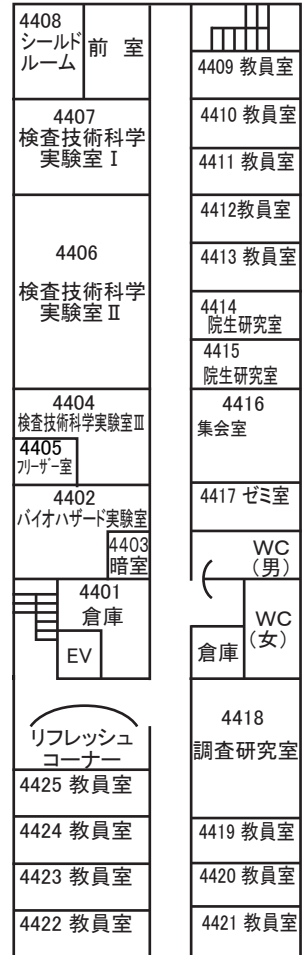 4408
シールド
ルーム
前 室
4407
検査技術科学
実験室Ⅰ
4406
検査技術科学
実験室Ⅱ
4404
検査技術科学実験室Ⅲ
4405
フリーザー室
4402
バイオハザード実験室
4403
暗室
4401
倉庫
EV
リフレッシュ
コーナー
4425 教員室
4424 教員室
4423 教員室
4422 教員室
4409 教員室
4410 教員室
4411 教員室
4412教員室
4413 教員室
4414
院生研究室
4415
院生研究室
4416
集会室
4417 ゼミ室
WC
(男)
WC
(女)
倉庫
4418
調査研究室
4419 教員室
4420 教員室
4421 教員室